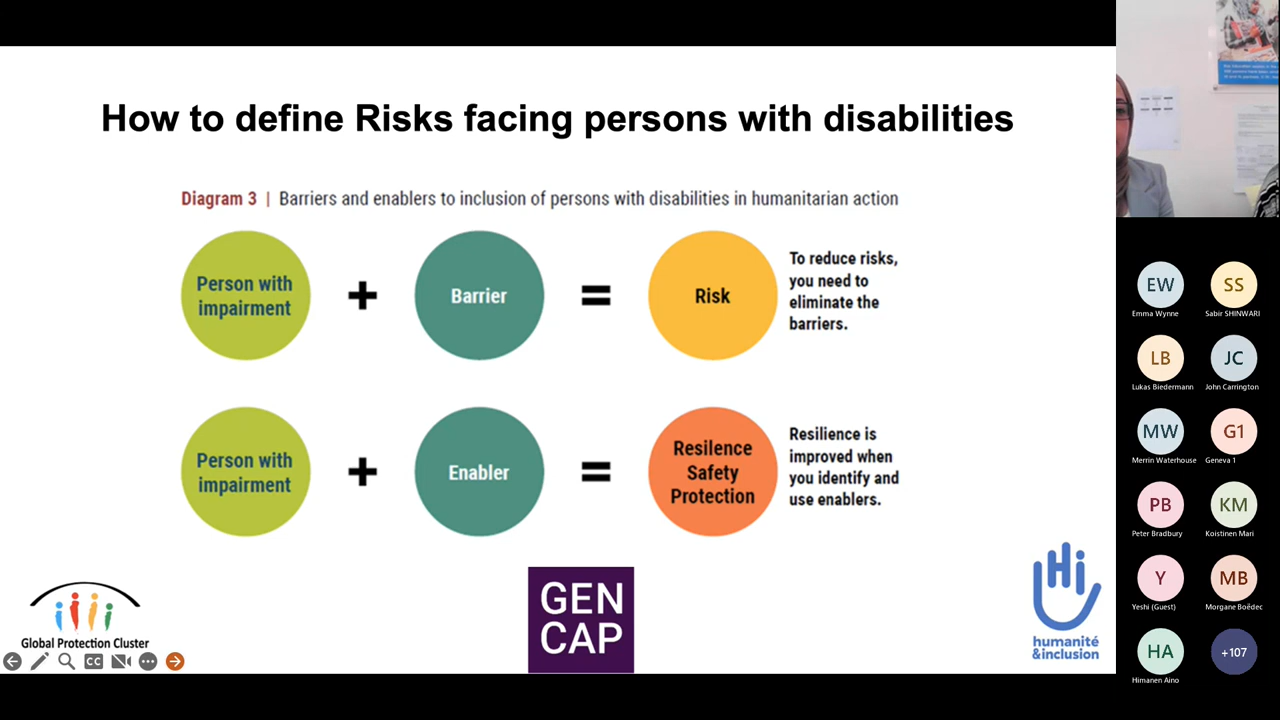 How to define Risks facing persons with disabilities
Diagram 3 | Barriers and enablers to inclusion of persons with disabilities in humanitarian action
Person with
impairment
+
Barrier
=
Risk
To reduce risks,
you need to
eliminate the
barriers.
Person with
impairment
+
Enabler
=
Resilence
Safety
Protection
Resilience is
improved when
you identify and
use enablers.
Global Protection Cluster
CC
GEN
CAP
Hi
humanité
&inclusion
EW
Emma Wynne
SS
Sabir SHINWARI
LB
Lukas Biedermann
JC
John Carrington
MW
Merrin Waterhouse
G1
Geneva 1
PB
Peter Bradbury
KM
Koistinen Mari
Y
Yeshi (Guest)
MB
Morgane Boëdec
HA
Himanen Aino
+107